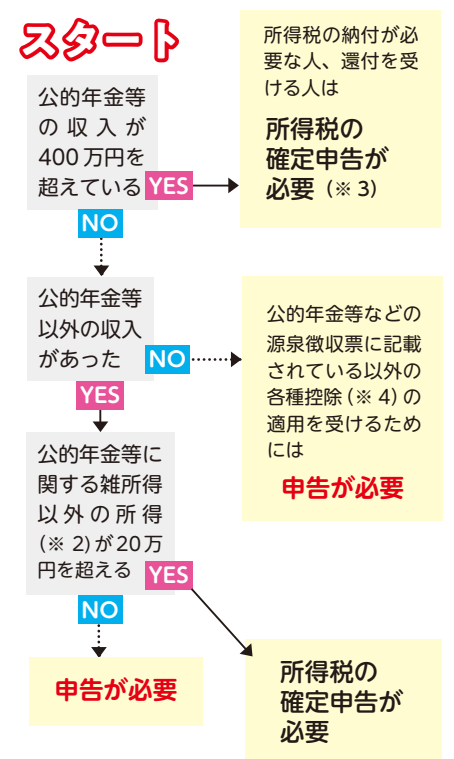 スタート
公的年金等
の収入が
400万円を
超えている
YES
NO
所得税の納付が必
要な人、還付を受
ける人は
所得税の
確定申告が
必要（※ 3）
公的年金等
以外の収入
があった
NO
YES
公的年金等などの
源泉徴収票に記載
されている以外の
各種控除（※ 4）の
適用を受けるため
には
申告が必要
公的年金等に
関する雑所得
以外の所得
（※ 2）が20万
円を超える
YES
NO
申告が必要
所得税の
確定申告が
必要